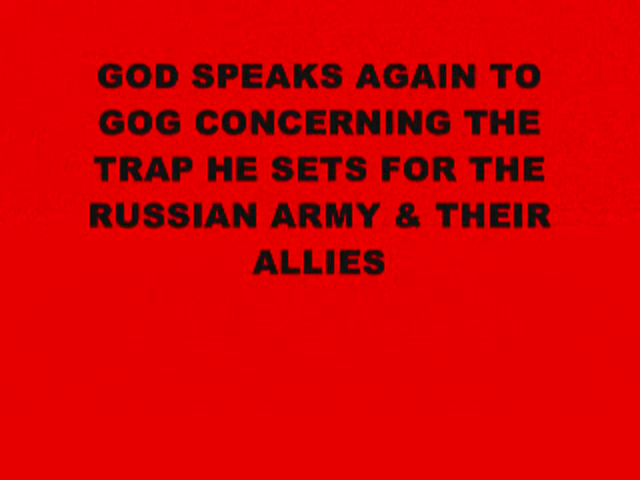 GOD SPEAKS AGAIN TO
GOG CONCERNING THE
TRAP HE SETS FOR THE
RUSSIAN ARMY & THEIR
ALLIES